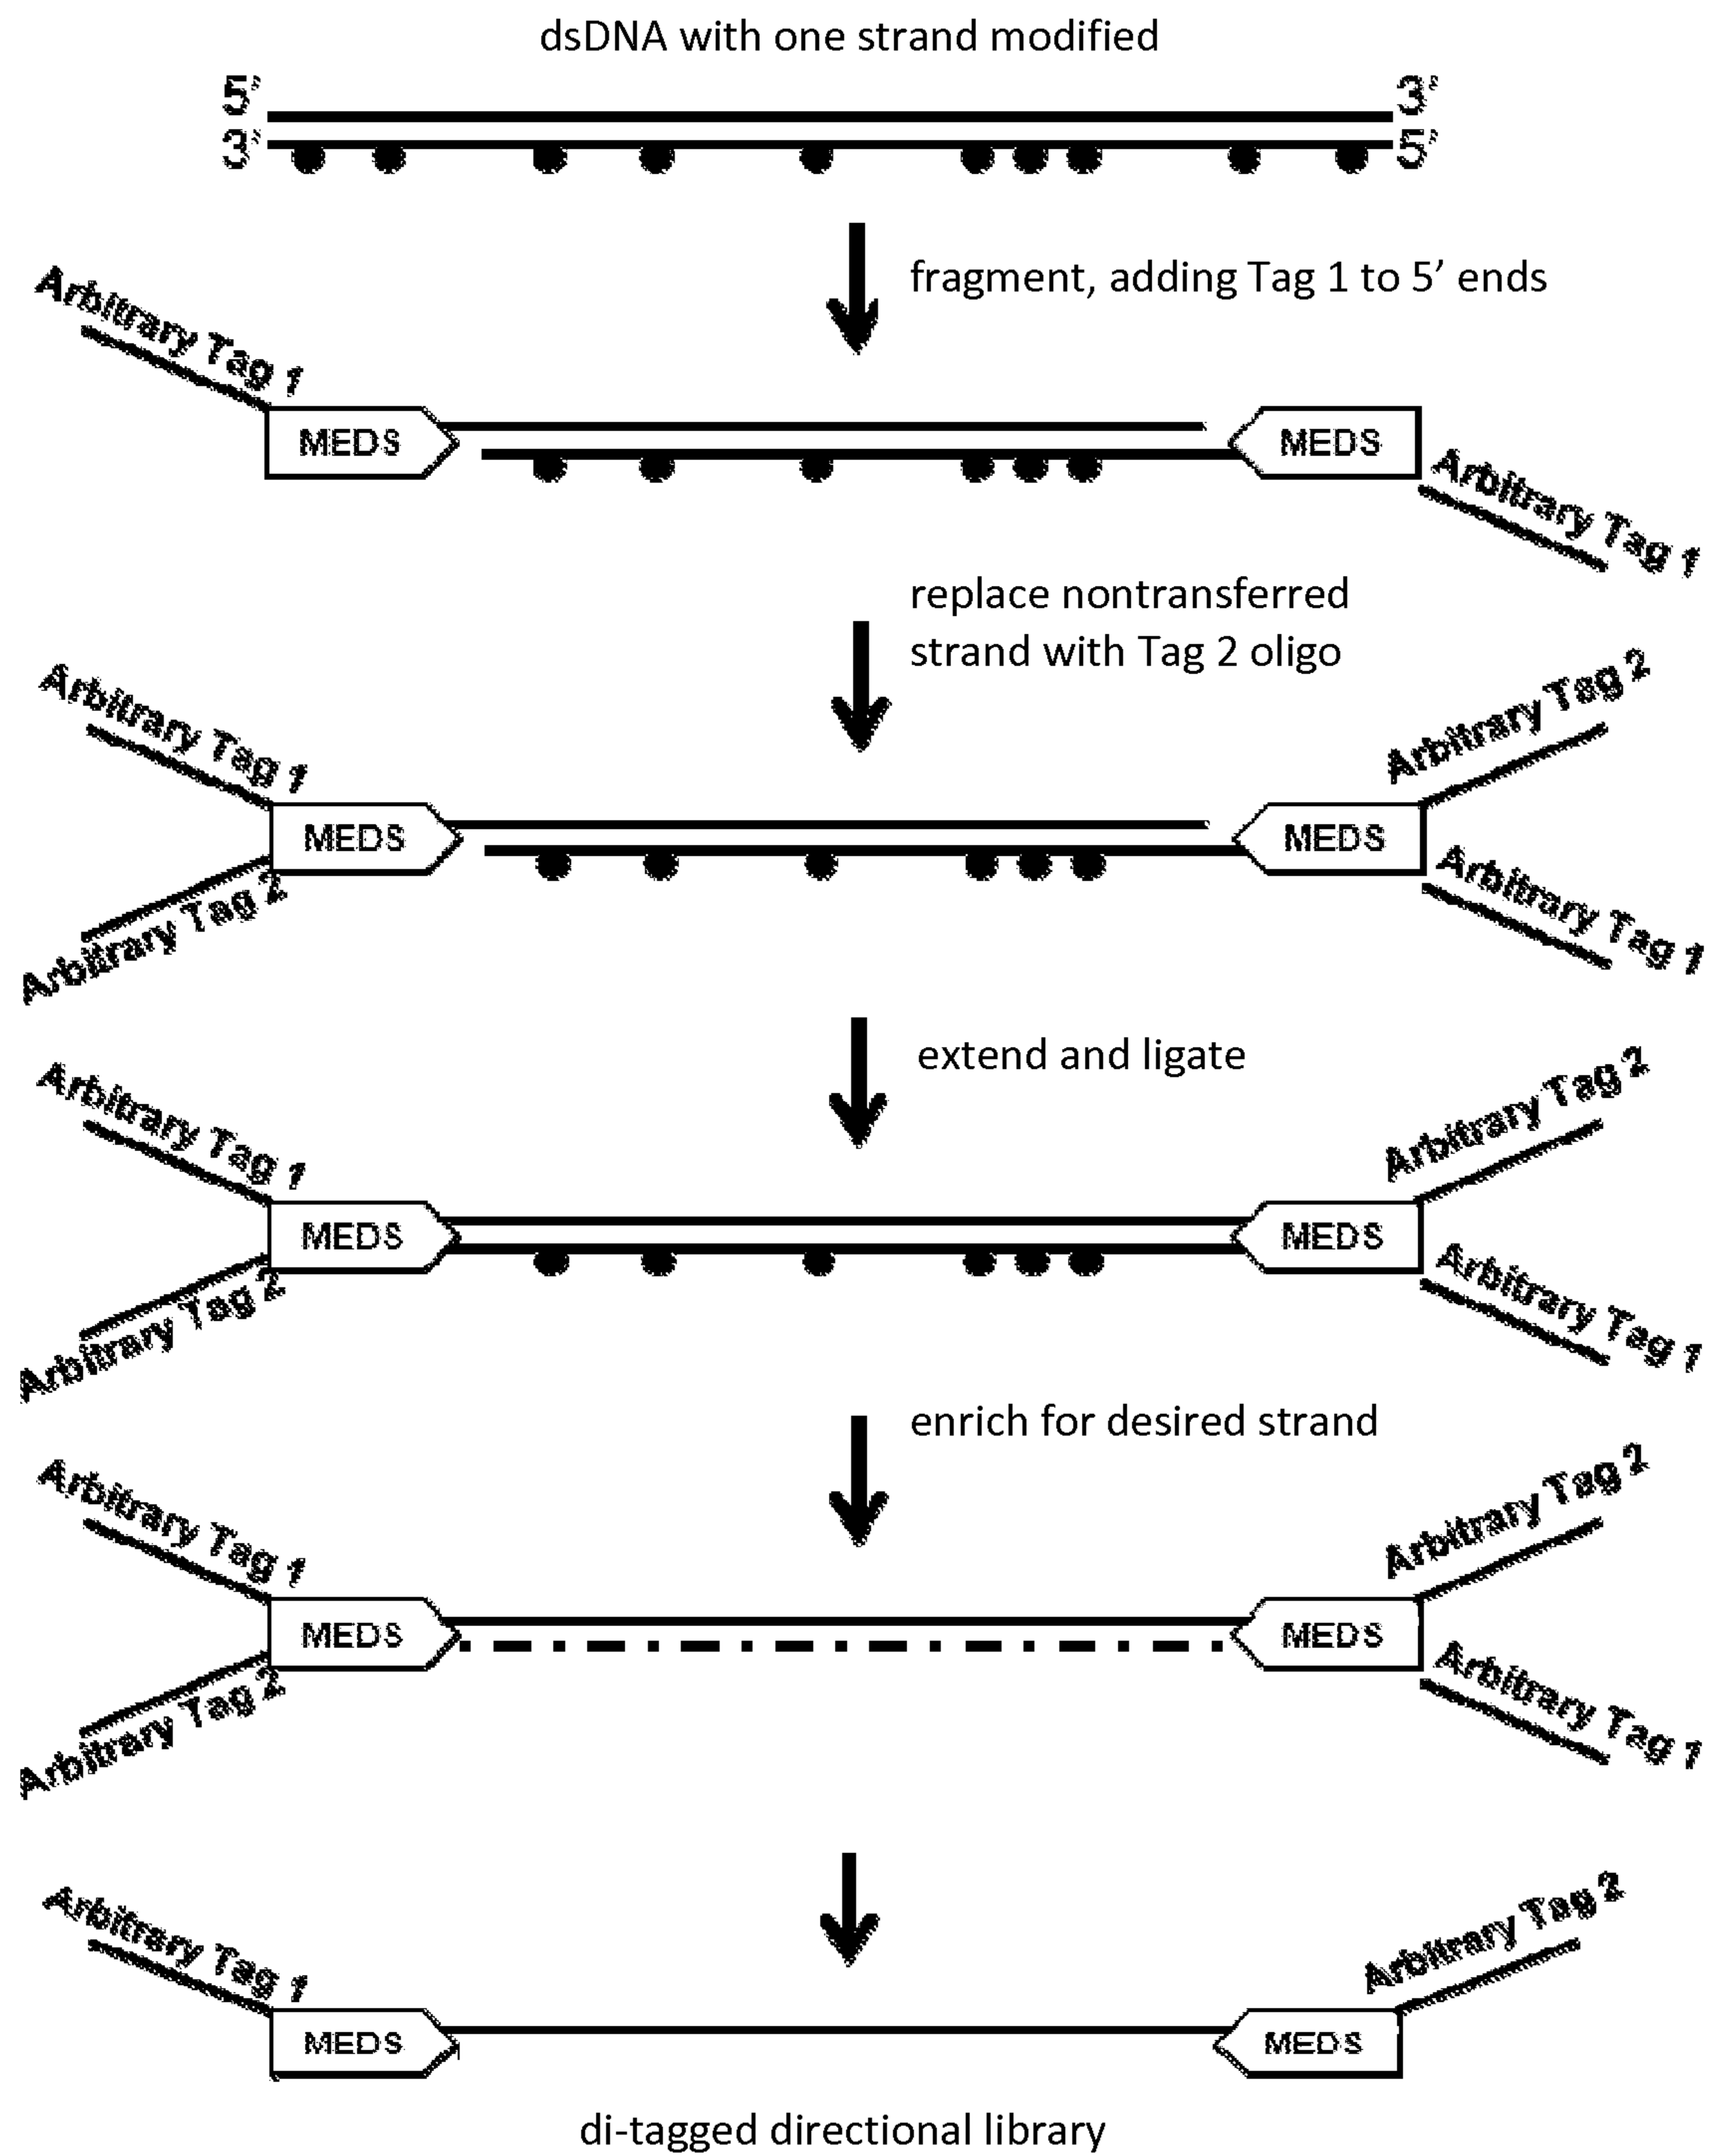 dsDNA with one strand modified
5’ 3’
3’ 5’
fragment, adding Tag 1 to 5’ ends
Arbitrary Tag 1
MEDS MEDS
Arbitrary Tag 1
replace nontransferred
strand with Tag 2 oligo
Arbitrary Tag 1 Arbitrary Tag 2
MEDS MEDS
Arbitrary Tag 2 Arbitrary Tag 1
extend and ligate
Arbitrary Tag 1 Arbitrary Tag 2
MEDS MEDS
Arbitrary Tag 2 Arbitrary Tag 1
enrich for desired strand
Arbitrary Tag 1 Arbitrary Tag 2
MEDS MEDS
Arbitrary Tag 2 Arbitrary Tag 1
Arbitrary Tag 1 Arbitrary Tag 2
MEDS MEDS
di-tagged directional library